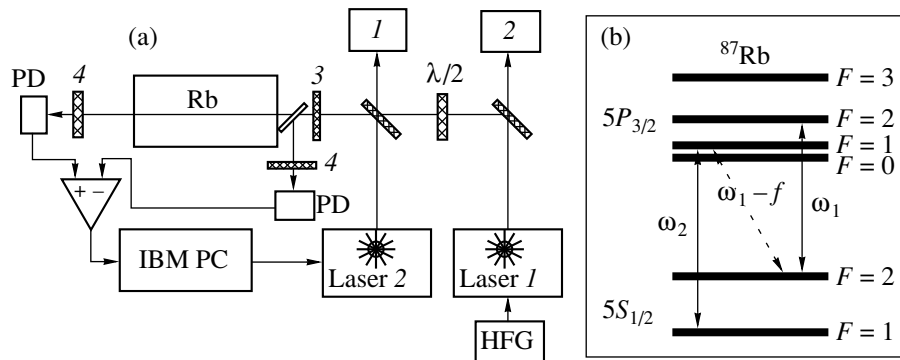 (a)
1
2
PD
4
Rb
3
λ/2
4
+ −
PD
IBM PC
Laser 2
Laser 1
HFG
(b)
⁸⁷Rb
F = 3
5P₃/₂
F = 2
F = 1
F = 0
ω₁ – f
ω₂
ω₁
F = 2
5S₁/₂
F = 1